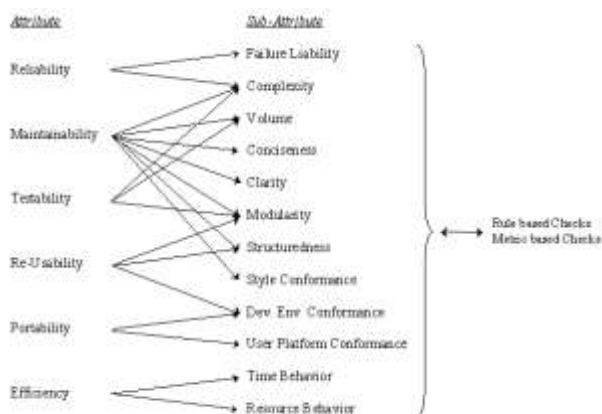 Attribute
Sub-Attribute
Failure Liability
Reliability
Complexity
Volume
Maintainability
Conciseness
Clarity
Testability
Modularity
Rule based Checks
Metric based Checks
Structuredness
Re-Usability
Style Conformance
Dev. Env Conformance
Portability
User Platform Conformance
Time Behavior
Efficiency
Resource Behavior